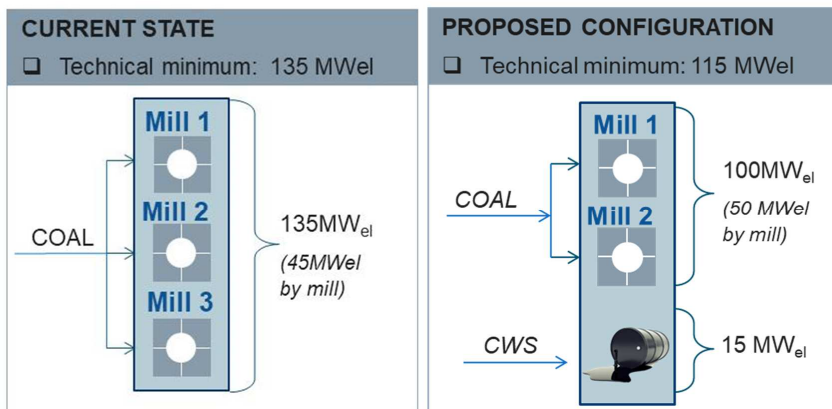 CURRENT STATE
❑ Technical minimum: 135 MWel
Mill 1
Mill 2
Mill 3
COAL
135MWel
(45MWel
by mill)
PROPOSED CONFIGURATION
❑ Technical minimum: 115 MWel
Mill 1
Mill 2
COAL
100MWel
(50 MWel
by mill)
CWS
15 MWel